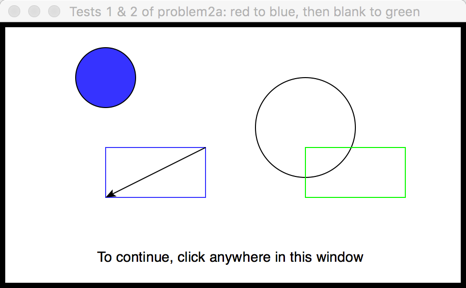 Tests 1 & 2 of problem2a: red to blue, then blank to green
To continue, click anywhere in this window